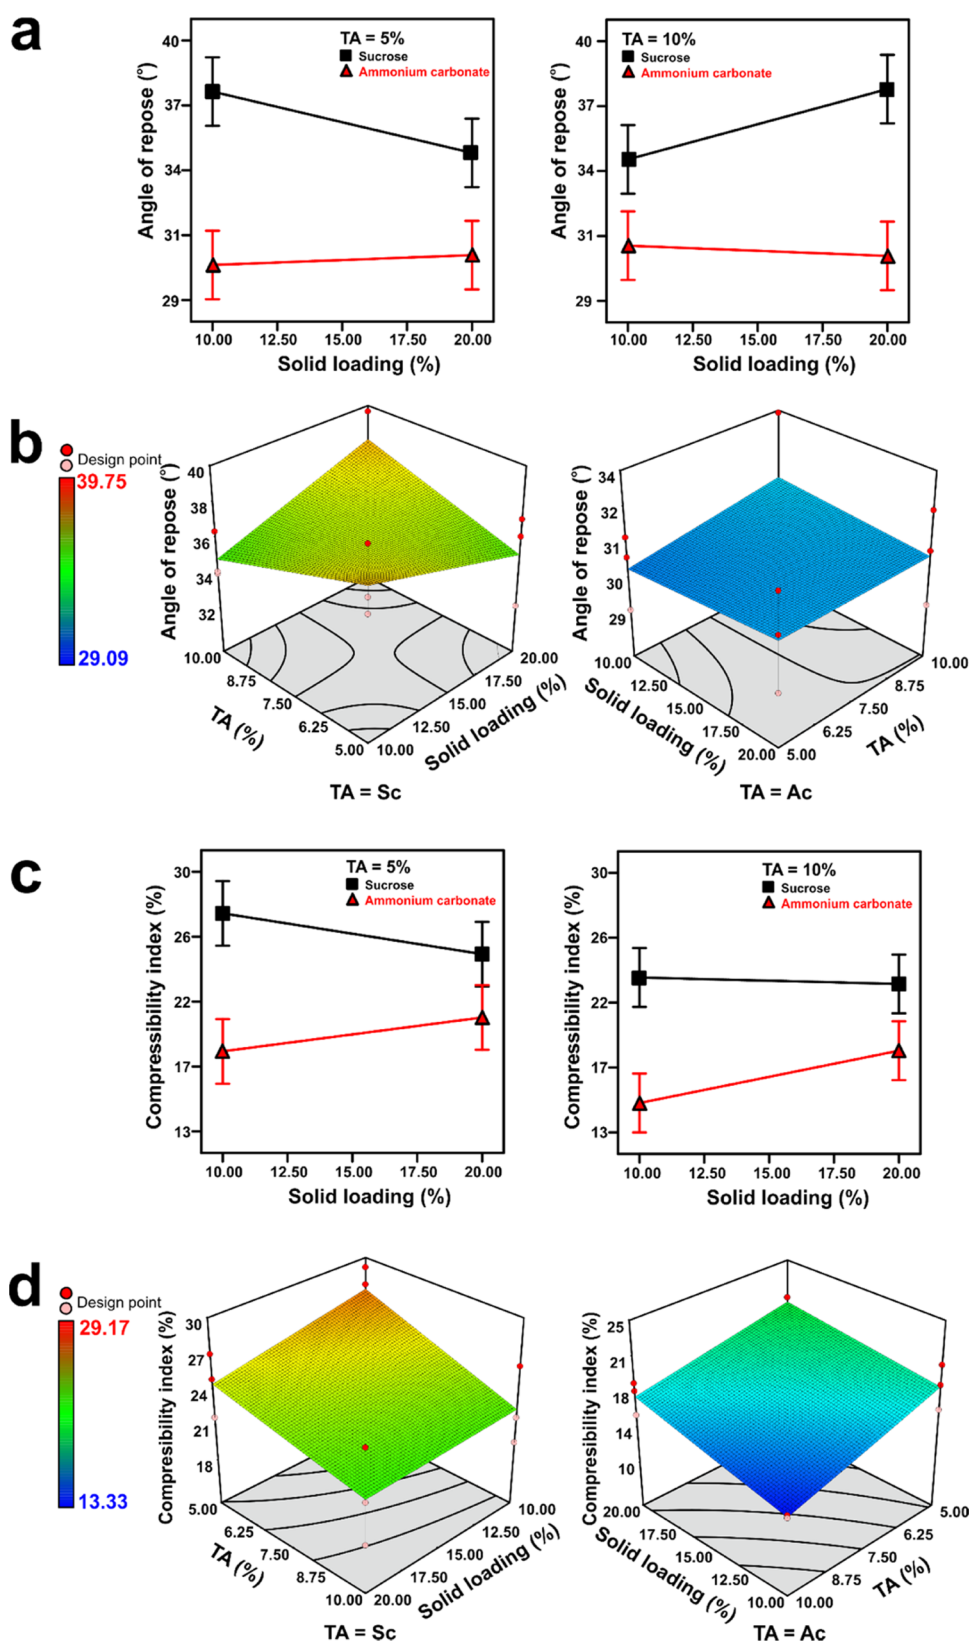 a
TA = 5%
Sucrose
Ammonium carbonate
Angle of repose (°)
40
37
34
31
29
10.00 12.50 15.00 17.50 20.00
Solid loading (%)
TA = 10%
Sucrose
Ammonium carbonate
Angle of repose (°)
40
37
34
31
29
10.00 12.50 15.00 17.50 20.00
Solid loading (%)
b
Design point
39.75
29.09
Angle of repose (°)
40
38
36
34
32
10.00
8.75
7.50
6.25
5.00
TA (%)
10.00
12.50
15.00
17.50
20.00
Solid loading (%)
TA = Sc
Angle of repose (°)
34
32
31
30
29
10.00
12.50
15.00
17.50
20.00
Solid loading (%)
5.00
6.25
7.50
8.75
10.00
TA (%)
TA = Ac
c
TA = 5%
Sucrose
Ammonium carbonate
Compressibility index (%)
30
26
22
17
13
10.00 12.50 15.00 17.50 20.00
Solid loading (%)
TA = 10%
Sucrose
Ammonium carbonate
Compressibility index (%)
30
26
22
17
13
10.00 12.50 15.00 17.50 20.00
Solid loading (%)
d
Design point
29.17
13.33
Compressibility index (%)
30
27
24
21
18
5.00
6.25
7.50
8.75
10.00
TA (%)
20.00
17.50
15.00
12.50
10.00
Solid loading (%)
TA = Sc
Compresibility index (%)
25
21
18
14
10
20.00
17.50
15.00
12.50
10.00
Solid loading (%)
10.00
8.75
7.50
6.25
5.00
TA (%)
TA = Ac